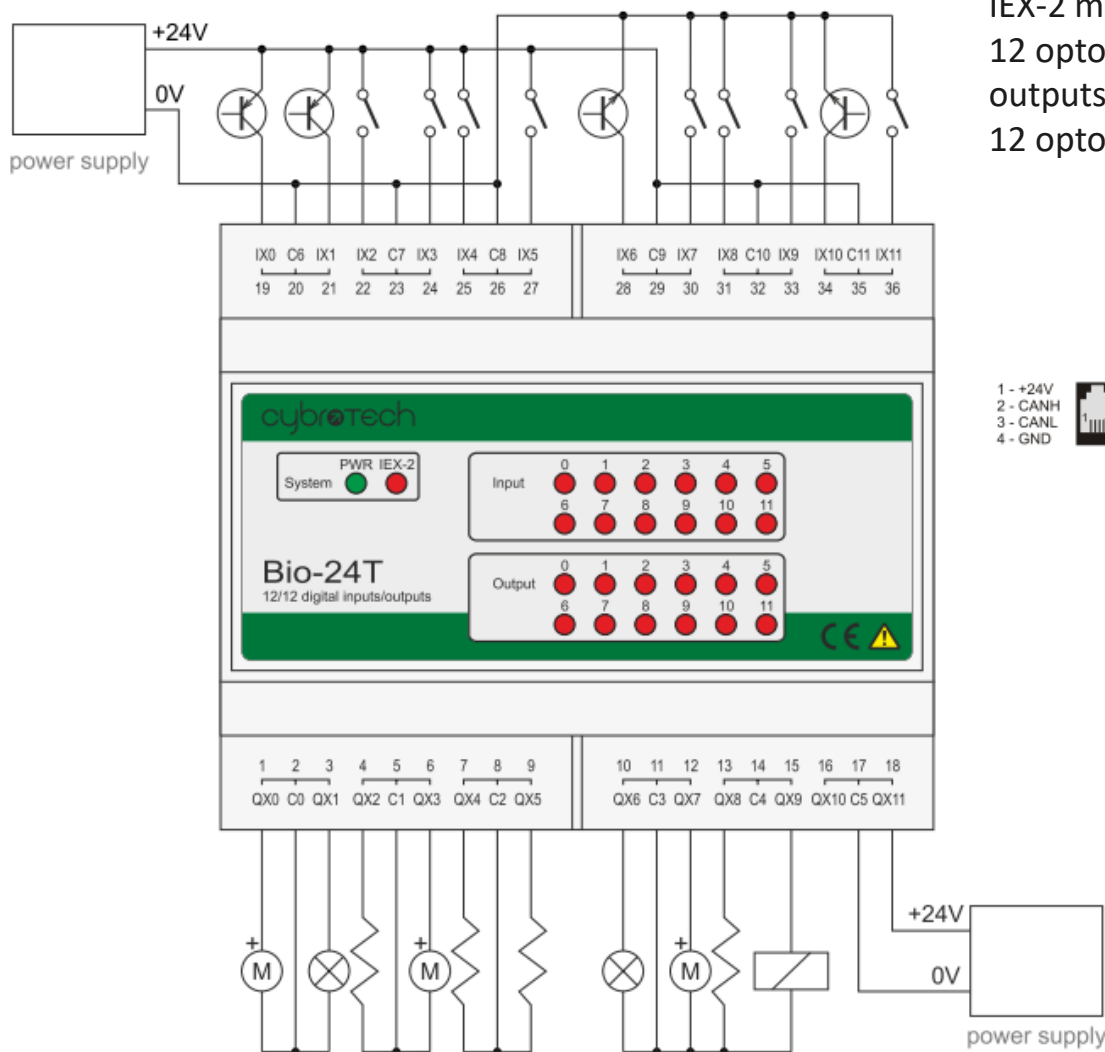 IEX-2 m
12 opto
outputs
12 opto
+24V
0V
power supply
IX0 C6 IX1 IX2 C7 IX3 IX4 C8 IX5 IX6 C9 IX7 IX8 C10 IX9 IX10 C11 IX11
19 20 21 22 23 24 25 26 27 28 29 30 31 32 33 34 35 36
1 - +24V
2 - CANH
3 - CANL
4 - GND
1
cybrotech
PWR IEX-2
System
Input
0 1 2 3 4 5
6 7 8 9 10 11
Bio-24T
12/12 digital inputs/outputs
Output
0 1 2 3 4 5
6 7 8 9 10 11
CE
1 2 3 4 5 6 7 8 9 10 11 12 13 14 15 16 17 18
QX0 C0 QX1 QX2 C1 QX3 QX4 C2 QX5 QX6 C3 QX7 QX8 C4 QX9 QX10 C5 QX11
+ M
+ M
+ M
+24V
0V
power supply